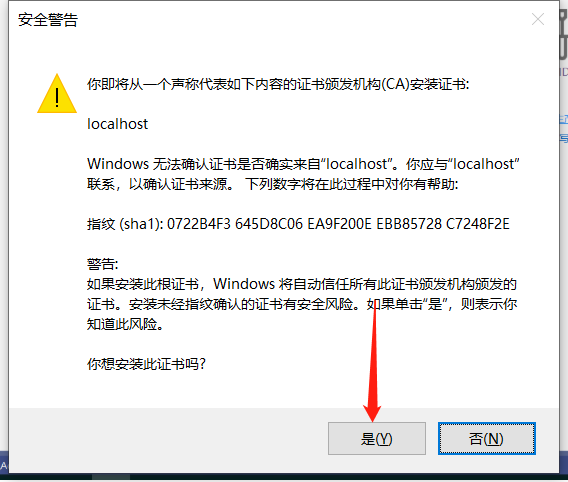 安全警告
你即将从一个声称代表如下内容的证书颁发机构(CA)安装证书:
localhost
Windows 无法确认证书是否确实来自“localhost”。你应与“localhost”
联系，以确认证书来源。 下列数字将在此过程中对你有帮助:
指纹 (sha1): 0722B4F3 645D8C06 EA9F200E EBB85728 C7248F2E
警告:
如果安装此根证书，Windows 将自动信任所有此证书颁发机构颁发的
证书。安装未经指纹确认的证书有安全风险。如果单击“是”，则表示你
知道此风险。
你想安装此证书吗?
是(Y)
否(N)